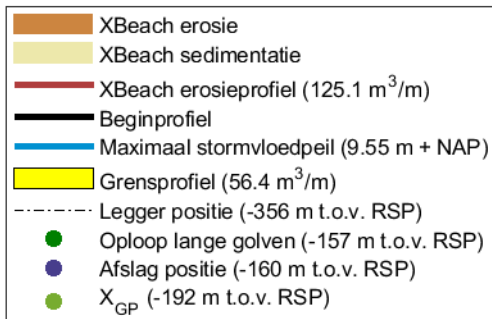 XBeach erosie
XBeach sedimentatie
XBeach erosieprofiel (125.1 m³/m)
Beginprofiel
Maximaal stormvloedpeil (9.55 m + NAP)
Grensprofiel (56.4 m³/m)
Legger positie (-356 m t.o.v. RSP)
Oploop lange golven (-157 m t.o.v. RSP)
Afslag positie (-160 m t.o.v. RSP)
X_GP (-192 m t.o.v. RSP)